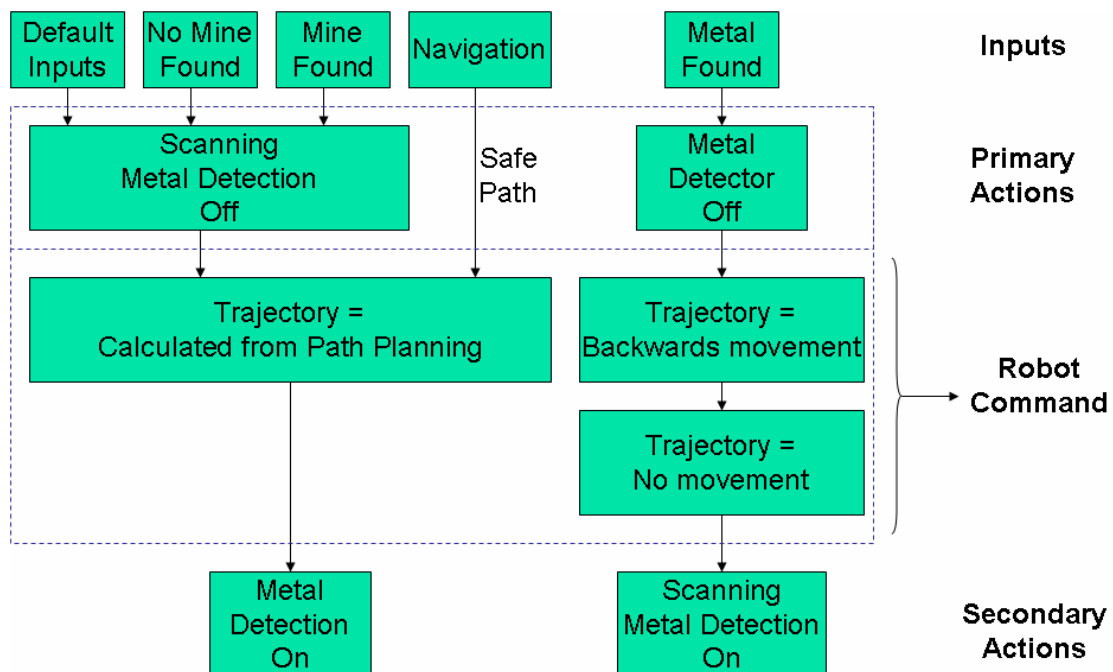 Default
Inputs
No Mine
Found
Mine
Found
Navigation
Metal
Found
Inputs
Scanning
Metal Detection
Off
Safe
Path
Metal
Detector
Off
Primary
Actions
Trajectory =
Calculated from Path Planning
Trajectory =
Backwards movement
Trajectory =
No movement
Robot
Command
Metal
Detection
On
Scanning
Metal Detection
On
Secondary
Actions